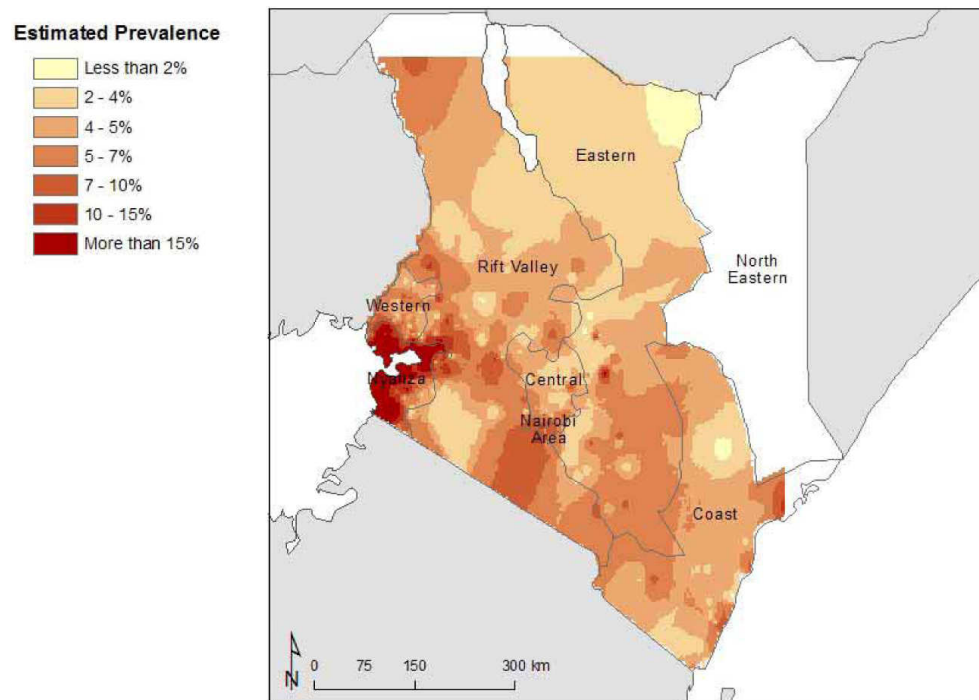 Estimated Prevalence
Less than 2%
2 - 4%
4 - 5%
5 - 7%
7 - 10%
10 - 15%
More than 15%
Eastern
North
Eastern
Rift Valley
Western
Nyanza
Central
Nairobi
Area
Coast
N
0 75 150 300 km